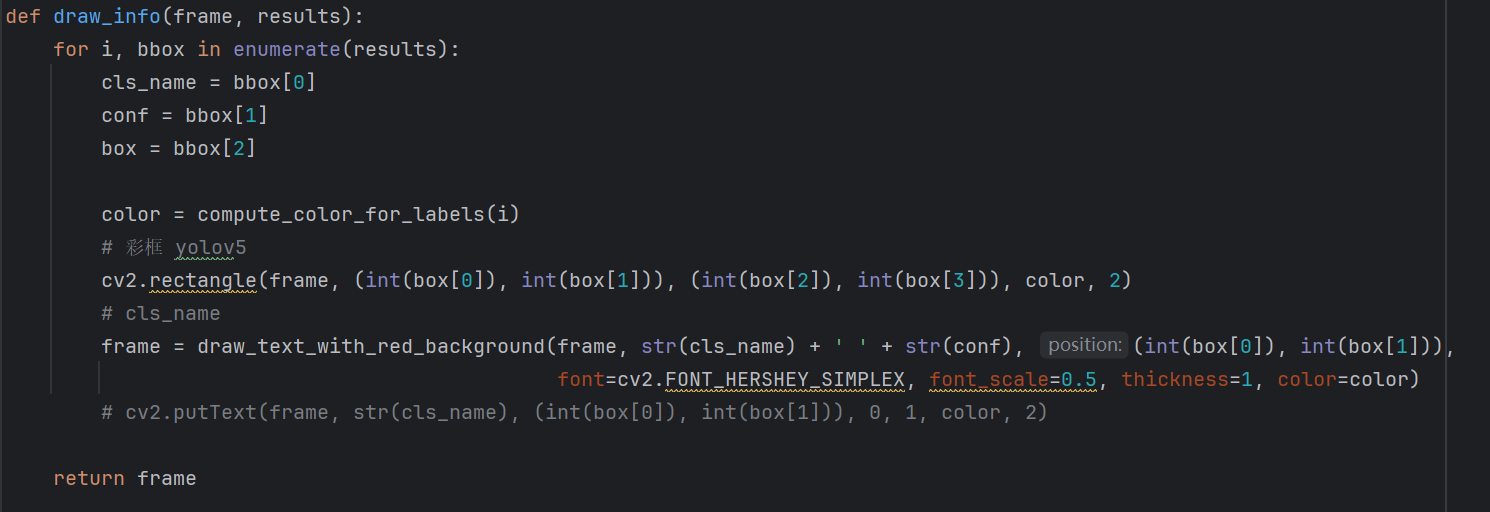 def draw_info(frame, results):
    for i, bbox in enumerate(results):
        cls_name = bbox[0]
        conf = bbox[1]
        box = bbox[2]
        color = compute_color_for_labels(i)
        # 彩框 yolov5
        cv2.rectangle(frame, (int(box[0]), int(box[1])), (int(box[2]), int(box[3])), color, 2)
        # cls_name
        frame = draw_text_with_red_background(frame, str(cls_name) + ' ' + str(conf), position: (int(box[0]), int(box[1])),
                                              font=cv2.FONT_HERSHEY_SIMPLEX, font_scale=0.5, thickness=1, color=color)
        # cv2.putText(frame, str(cls_name), (int(box[0]), int(box[1])), 0, 1, color, 2)
    return frame